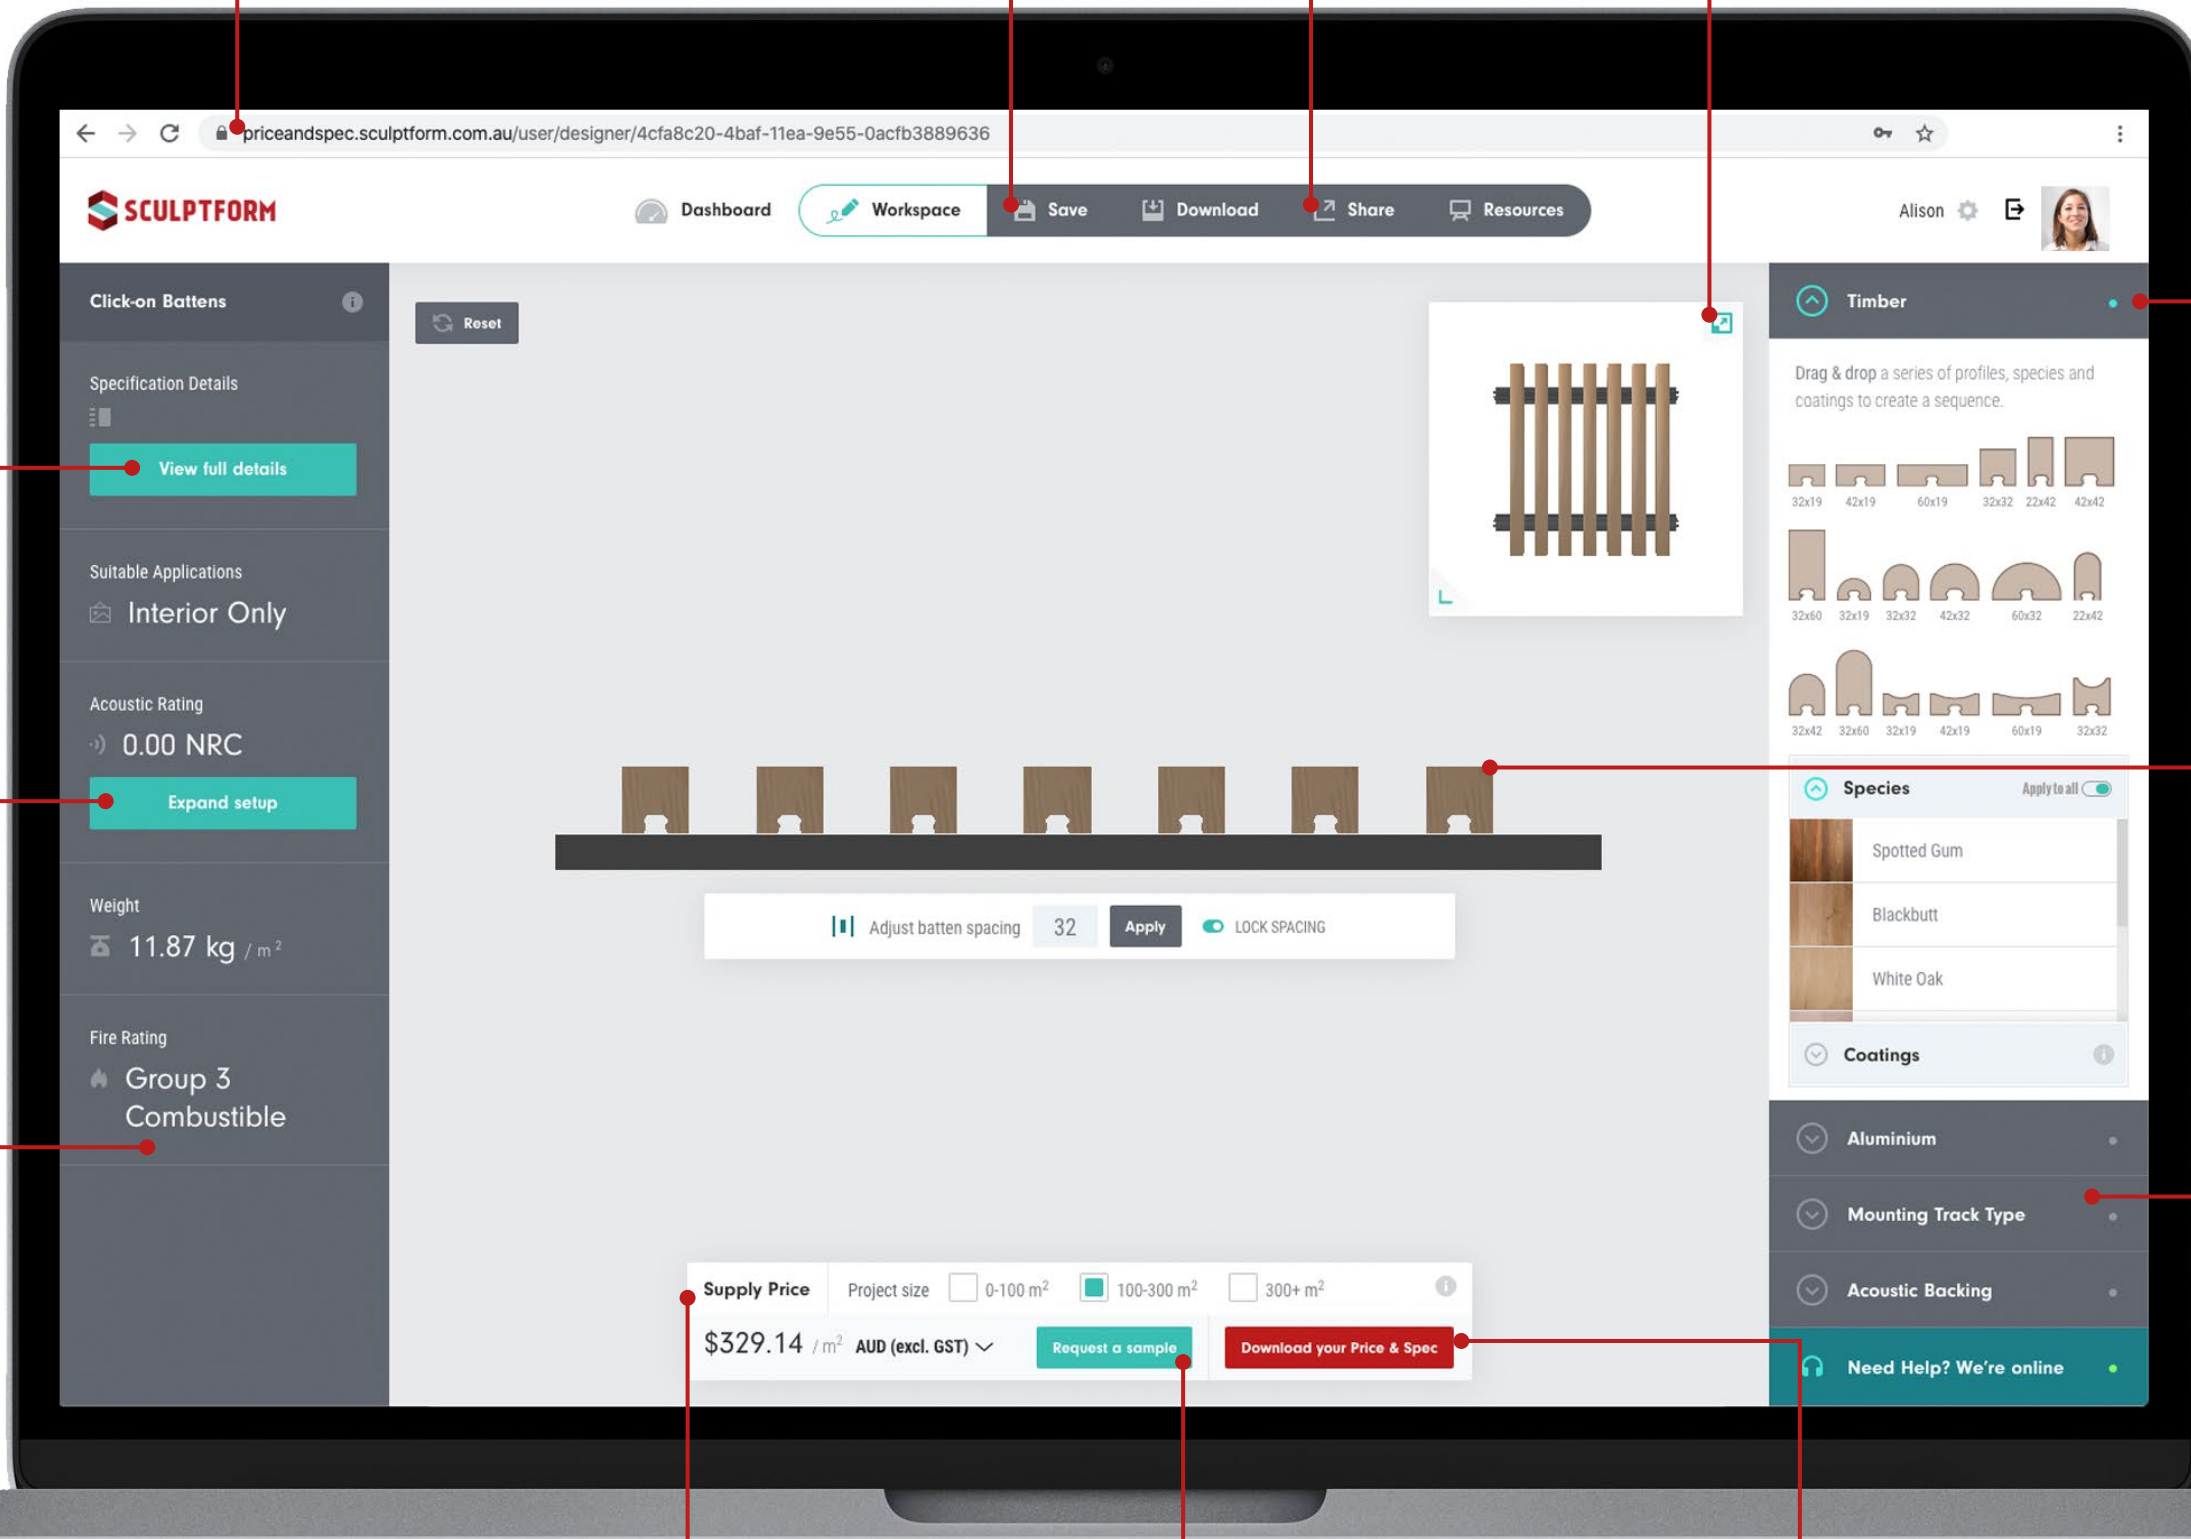 priceandspec.sculptform.com.au/user/designer/4cfa8c20-4baf-11ea-9e55-0acfb3889636
SCULPTFORM
Dashboard
Workspace
Save
Download
Share
Resources
Alison
Click-on Battens
Specification Details
View full details
Suitable Applications
Interior Only
Acoustic Rating
0.00 NRC
Expand setup
Weight
11.87 kg / m²
Fire Rating
Group 3
Combustible
Reset
Adjust batten spacing 32 Apply LOCK SPACING
Supply Price Project size 0-100 m² 100-300 m² 300+ m²
$329.14 / m² AUD (excl. GST) Request a sample Download your Price & Spec
Timber
Drag & drop a series of profiles, species and
coatings to create a sequence.
32x19 42x19 60x19 32x32 22x42 42x42
32x60 32x19 32x32 42x32 60x32 22x42
32x42 32x60 32x19 42x19 60x19 32x32
Species Apply to all
Spotted Gum
Blackbutt
White Oak
Coatings
Aluminium
Mounting Track Type
Acoustic Backing
Need Help? We're online